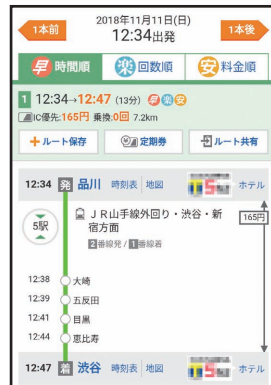 1本前
2018年11月11日(日)
12:34出発
1本後
早 時間順
楽 回数順
安 料金順
1 12:34→12:47 (13分) 早 楽 安
IC優先:165円 乗換:0回 7.2km
+ルート保存
定期券
ルート共有
12:34 発 品川 時刻表 地図 ホテル
5駅
JR山手線外回り・渋谷・新
宿方面
165円
2番線発 / 1番線着
12:38 大崎
12:39 五反田
12:41 目黒
12:44 恵比寿
12:47 着 渋谷 時刻表 地図 ホテル